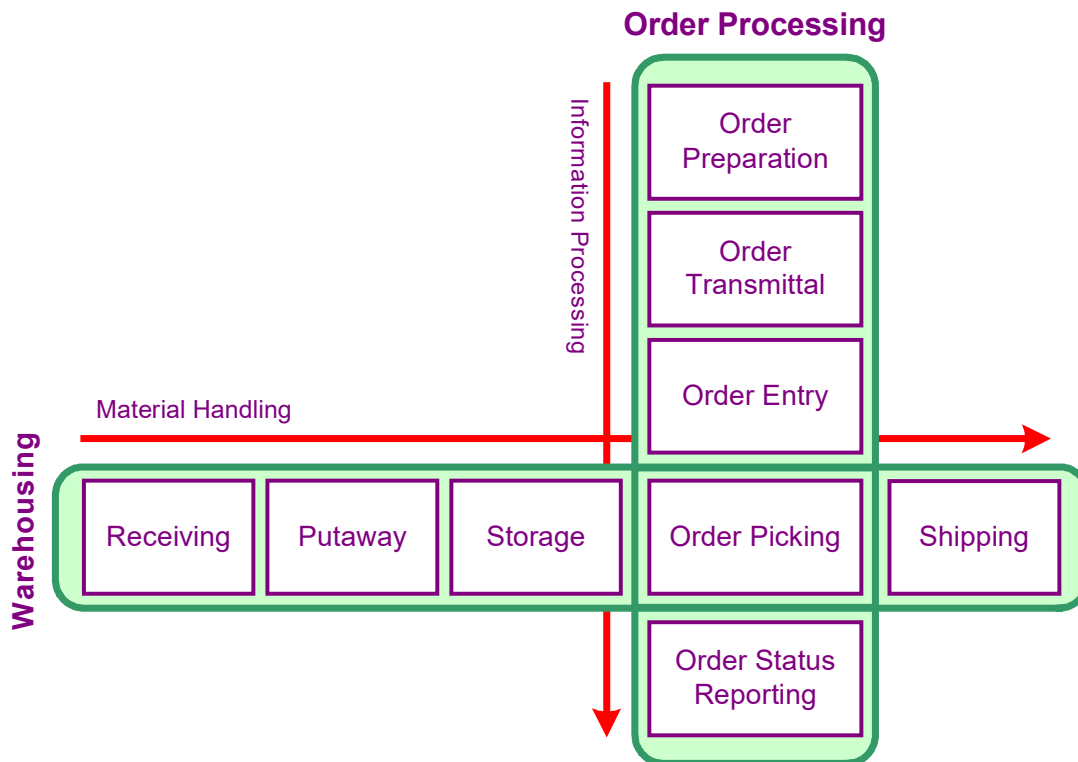 Order Processing
Information Processing
Order
Preparation
Order
Transmittal
Order Entry
Material Handling
Warehousing
Receiving
Putaway
Storage
Order Picking
Shipping
Order Status
Reporting